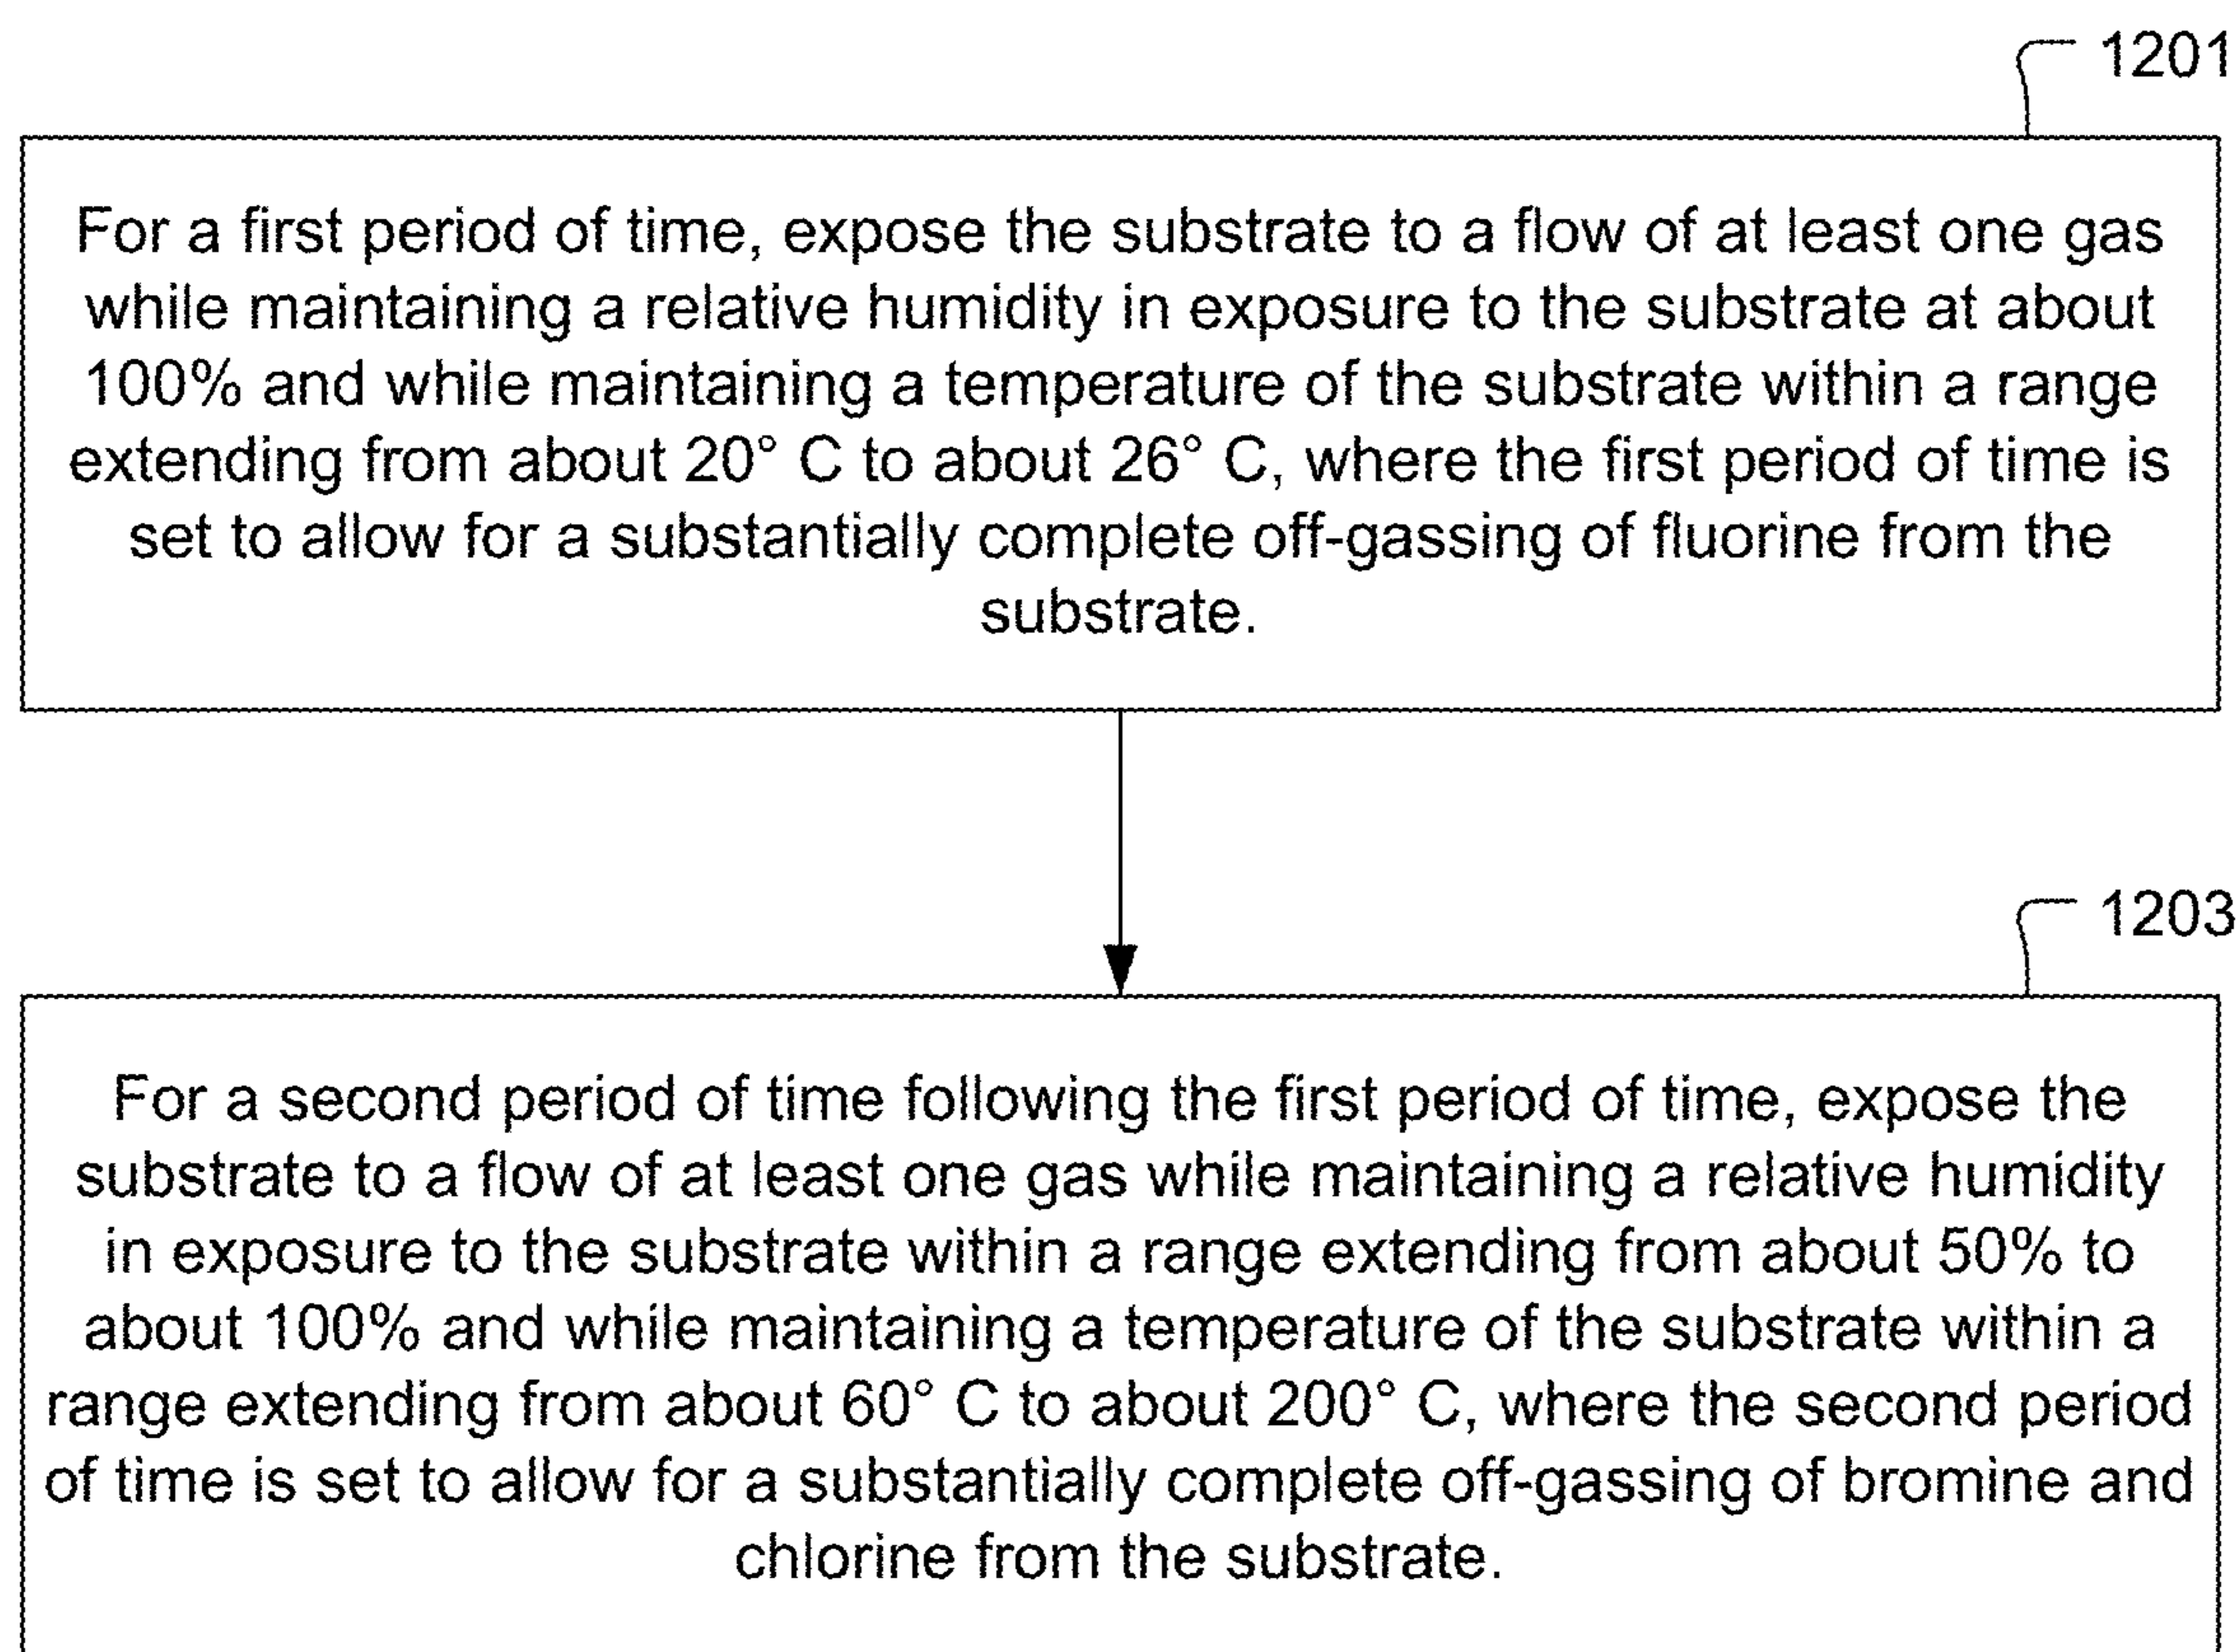 1201
For a first period of time, expose the substrate to a flow of at least one gas
while maintaining a relative humidity in exposure to the substrate at about
100% and while maintaining a temperature of the substrate within a range
extending from about 20° C to about 26° C, where the first period of time is
set to allow for a substantially complete off-gassing of fluorine from the
substrate.
1203
For a second period of time following the first period of time, expose the
substrate to a flow of at least one gas while maintaining a relative humidity
in exposure to the substrate within a range extending from about 50% to
about 100% and while maintaining a temperature of the substrate within a
range extending from about 60° C to about 200° C, where the second period
of time is set to allow for a substantially complete off-gassing of bromine and
chlorine from the substrate.